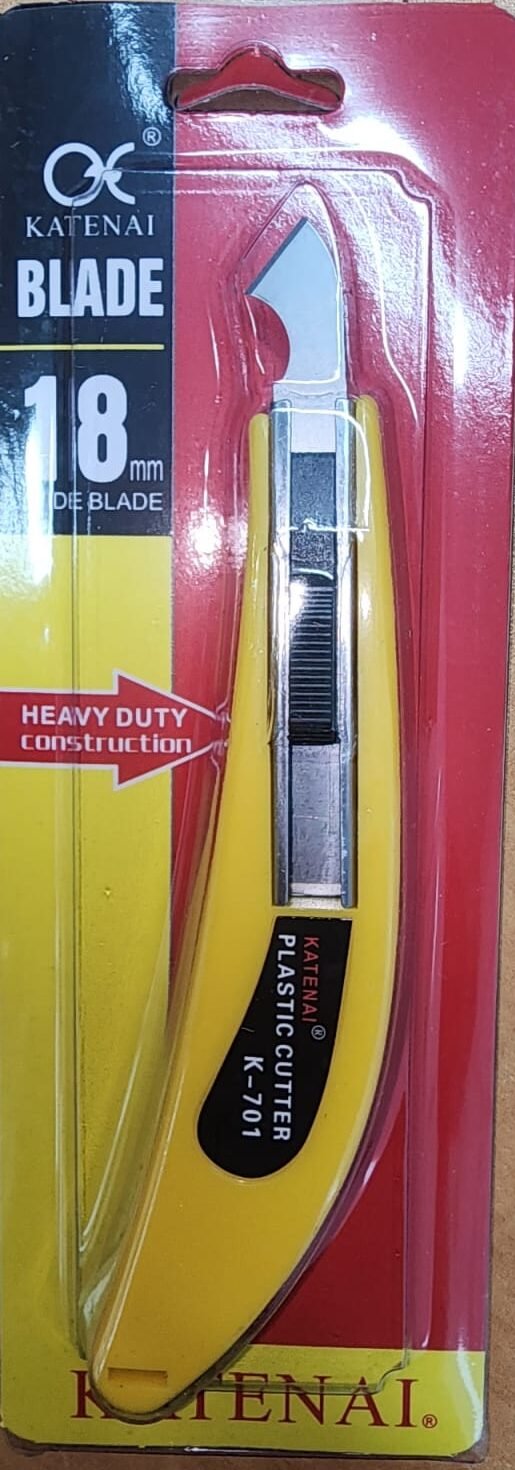 ®
KATENAI
BLADE
18mm
DE BLADE
HEAVY DUTY
construction
KATENAI®
PLASTIC CUTTER
K-701
KATENAI®